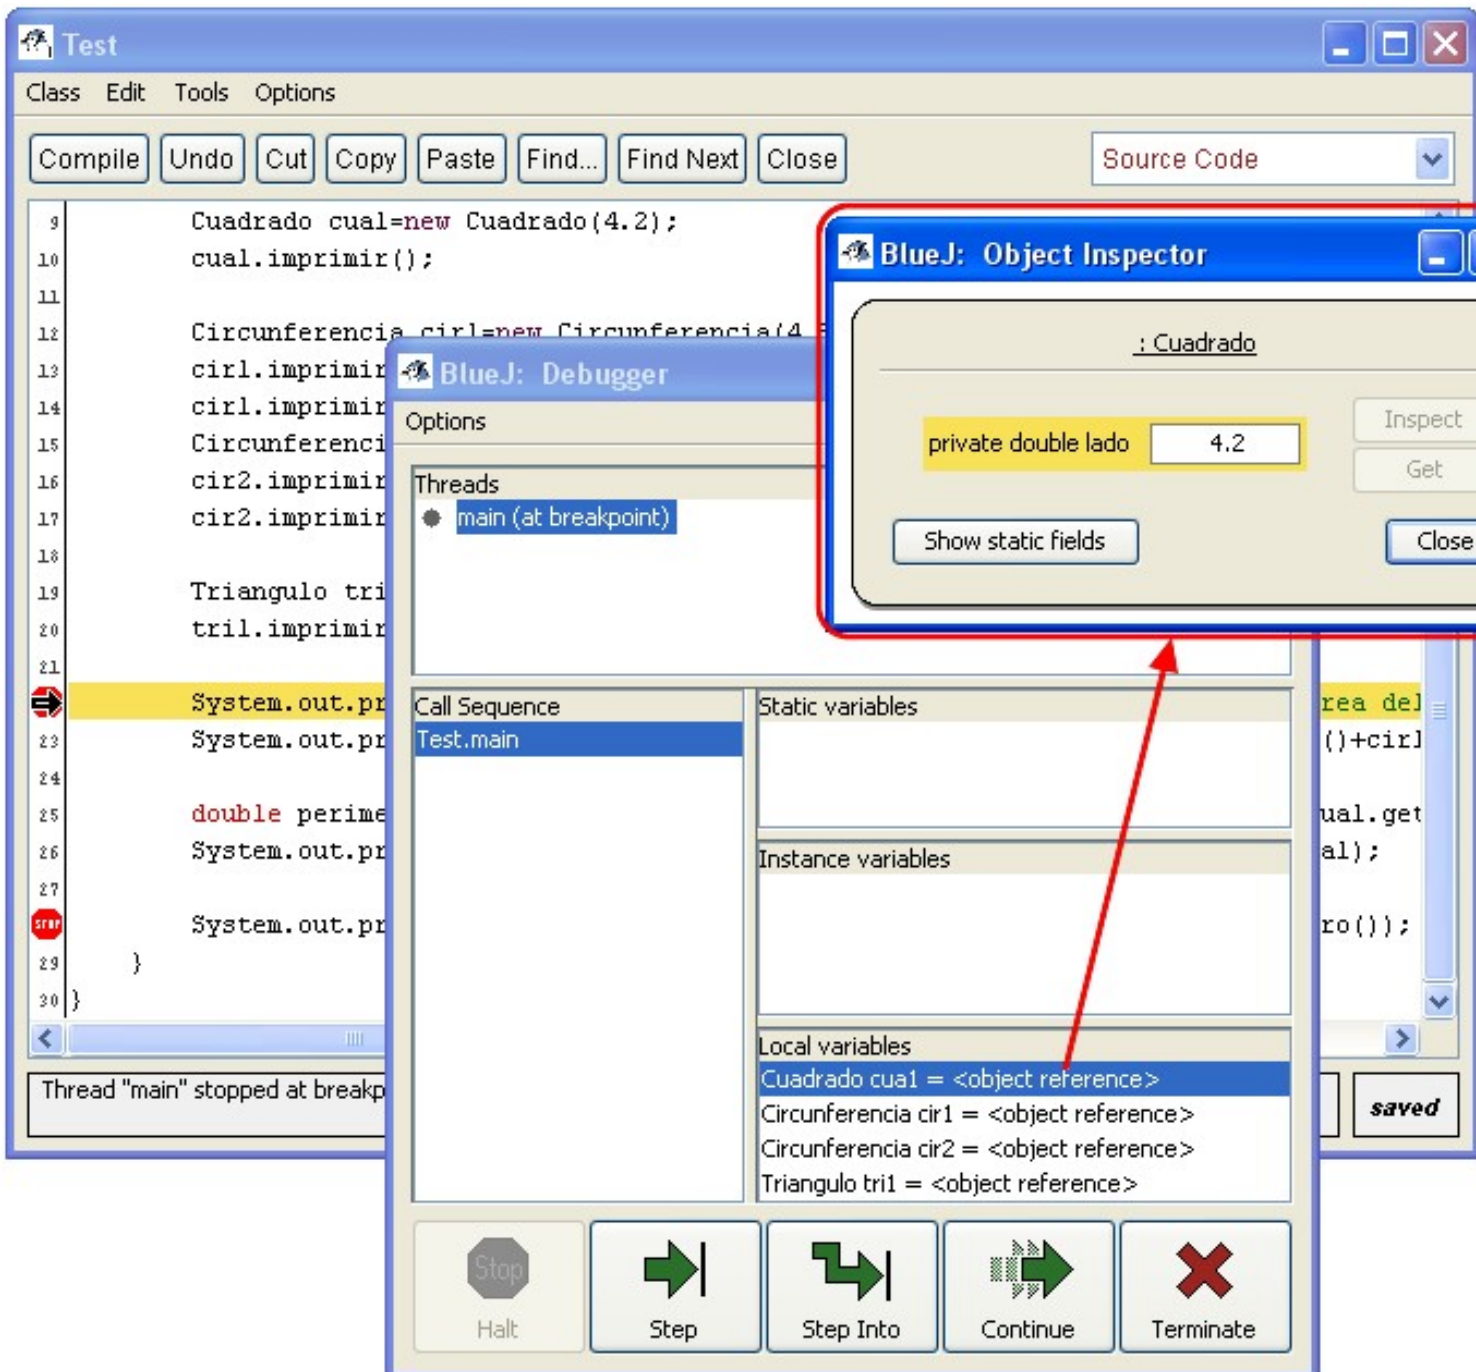 Test
Class Edit Tools Options
Compile Undo Cut Copy Paste Find... Find Next Close Source Code
9 Cuadrado cua1=new Cuadrado(4.2);
10 cua1.imprimir();
11
12 Circunferencia cir1=new Circunferencia(4
13 cir1.imprimir
14 cir1.imprimir
15 Circunferenci
16 cir2.imprimir
17 cir2.imprimir
18
19 Triangulo tri
20 tri1.imprimir
21
System.out.pr rea del
23 System.out.pr ()+cir1
24
25 double perime ua1.get
26 System.out.pr al);
27
STOP System.out.pr ro());
29 }
30 }
Thread "main" stopped at breakp saved
BlueJ: Debugger
Options
Threads
main (at breakpoint)
Call Sequence
Test.main
Static variables
Instance variables
Local variables
Cuadrado cua1 = <object reference>
Circunferencia cir1 = <object reference>
Circunferencia cir2 = <object reference>
Triangulo tri1 = <object reference>
Stop
Halt Step Step Into Continue Terminate
BlueJ: Object Inspector
: Cuadrado
private double lado 4.2
Inspect
Get
Show static fields Close